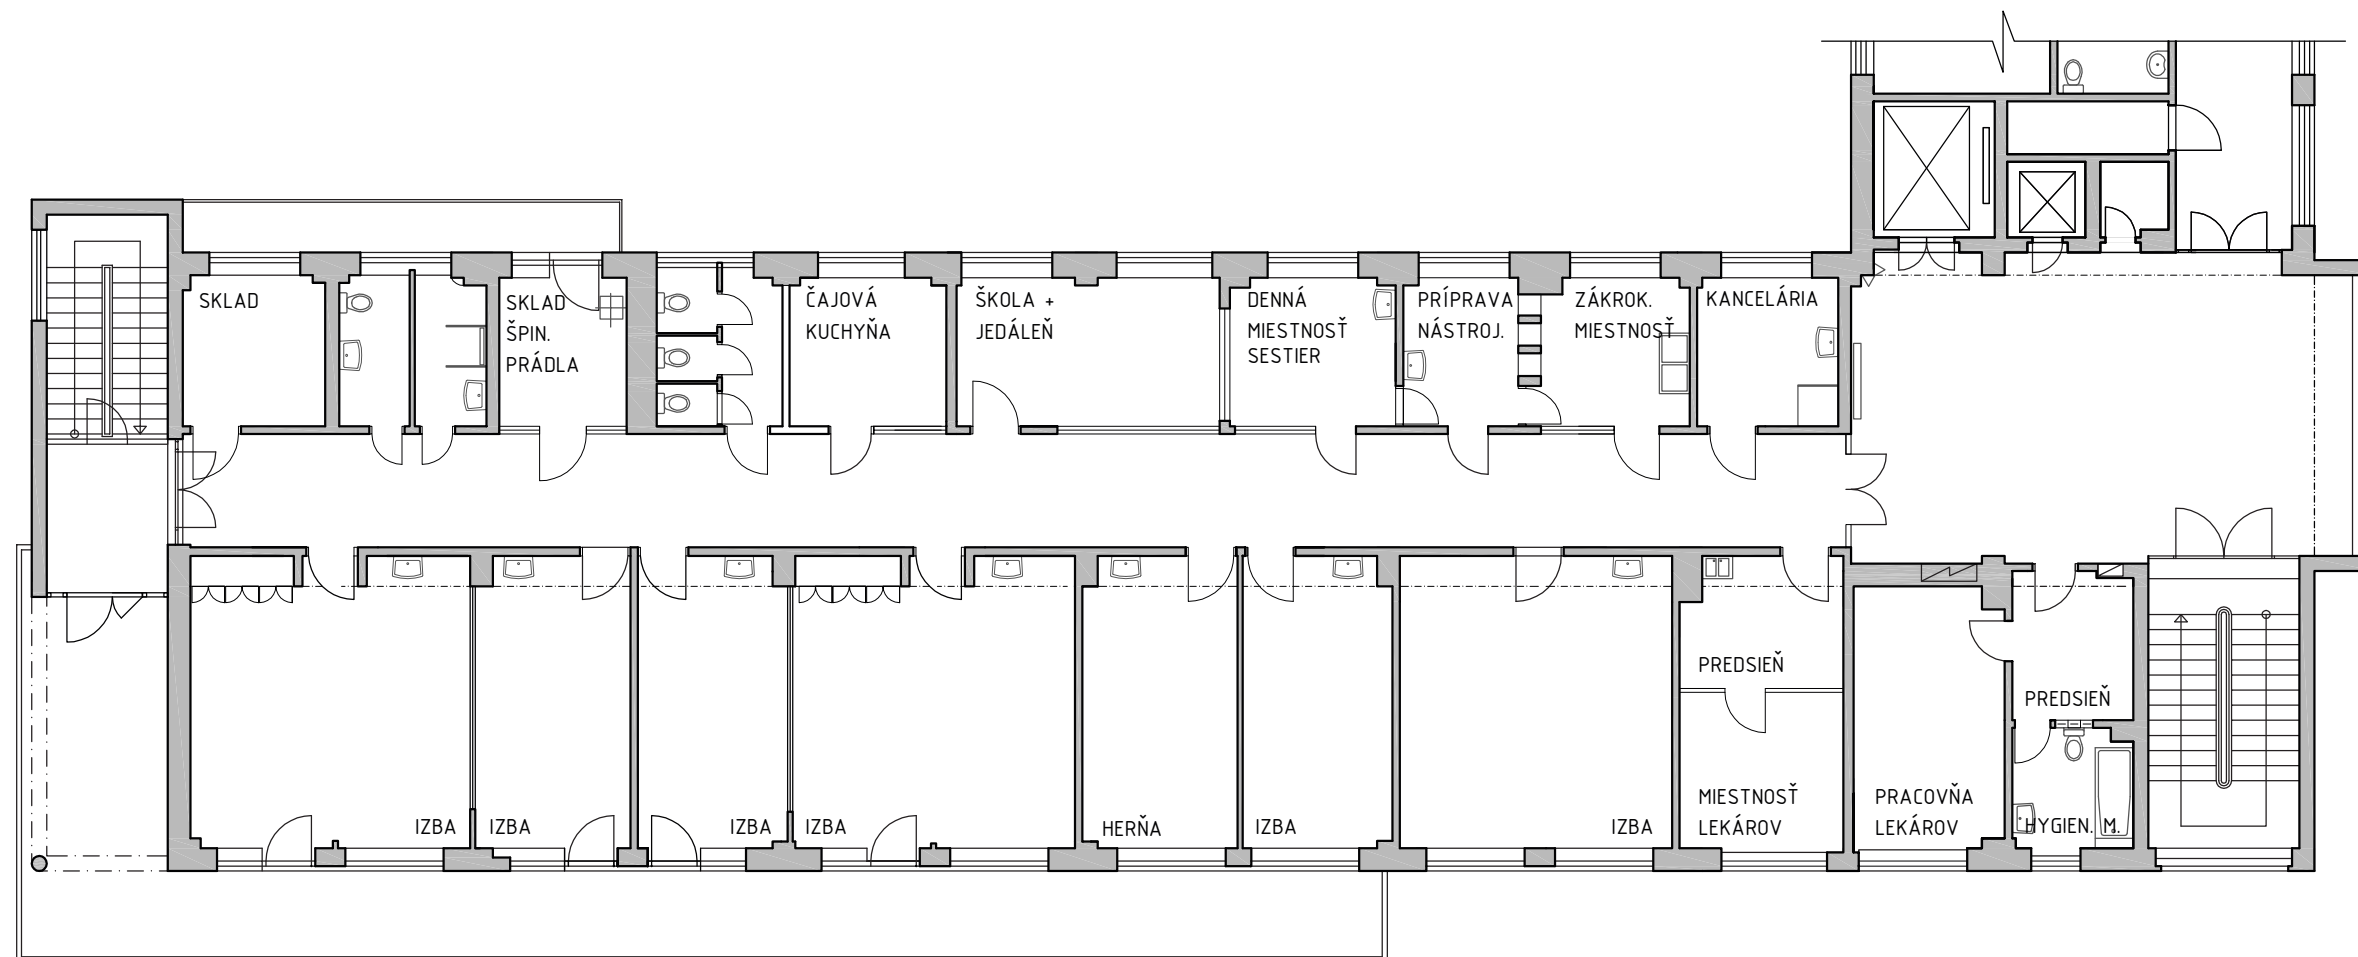 SKLAD
SKLAD
ŠPIN.
PRÁDLA
ČAJOVÁ
KUCHYŇA
ŠKOLA +
JEDÁLEŇ
DENNÁ
MIESTNOSŤ
SESTIER
PRÍPRAVA
NÁSTROJ.
ZÁKROK.
MIESTNOSŤ
KANCELÁRIA
IZBA
IZBA
IZBA
IZBA
HERŇA
IZBA
IZBA
PREDSIEŇ
MIESTNOSŤ
LEKÁROV
PRACOVŇA
LEKÁROV
PREDSIEŇ
HYGIEN. M.